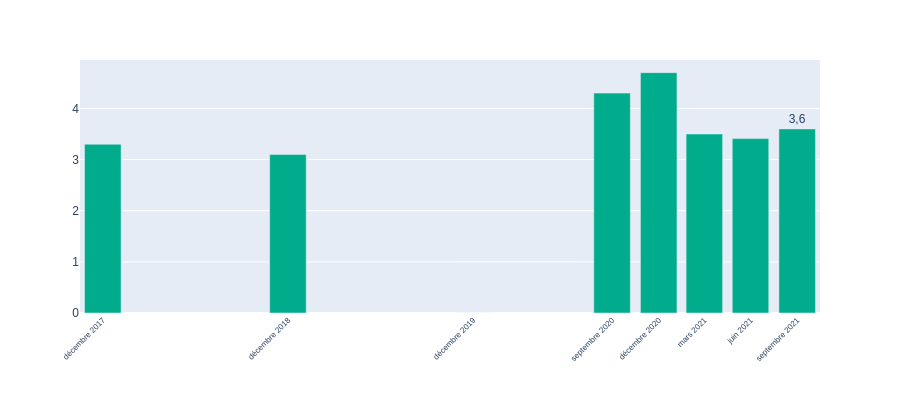 4
3
2
1
0
3,6
décembre 2017
décembre 2018
décembre 2019
septembre 2020
décembre 2020
mars 2021
juin 2021
septembre 2021